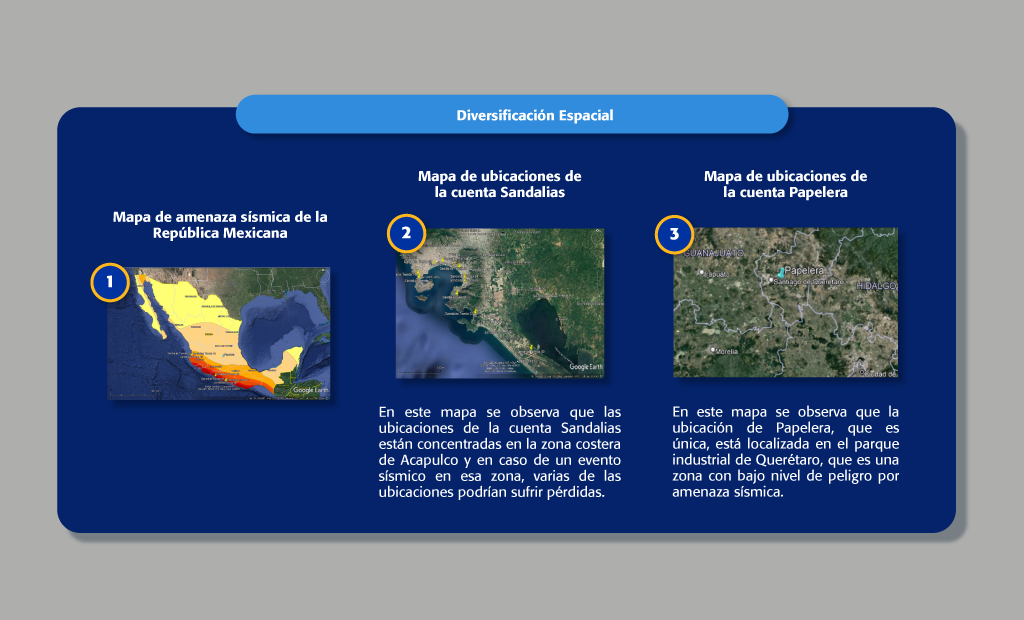 Diversificación Espacial
Mapa de amenaza sísmica de la
República Mexicana
1
Google Earth
Mapa de ubicaciones de
la cuenta Sandalias
2
Google Earth
En este mapa se observa que las
ubicaciones de la cuenta Sandalias
están concentradas en la zona costera
de Acapulco y en caso de un evento
sísmico en esa zona, varias de las
ubicaciones podrían sufrir pérdidas.
Mapa de ubicaciones de
la cuenta Papelera
3
GUANAJUATO
Irapuato
Papelera
Santiago de Querétaro
HIDALGO
Morelia
Ciudad de
En este mapa se observa que la
ubicación de Papelera, que es
única, está localizada en el parque
industrial de Querétaro, que es una
zona con bajo nivel de peligro por
amenaza sísmica.